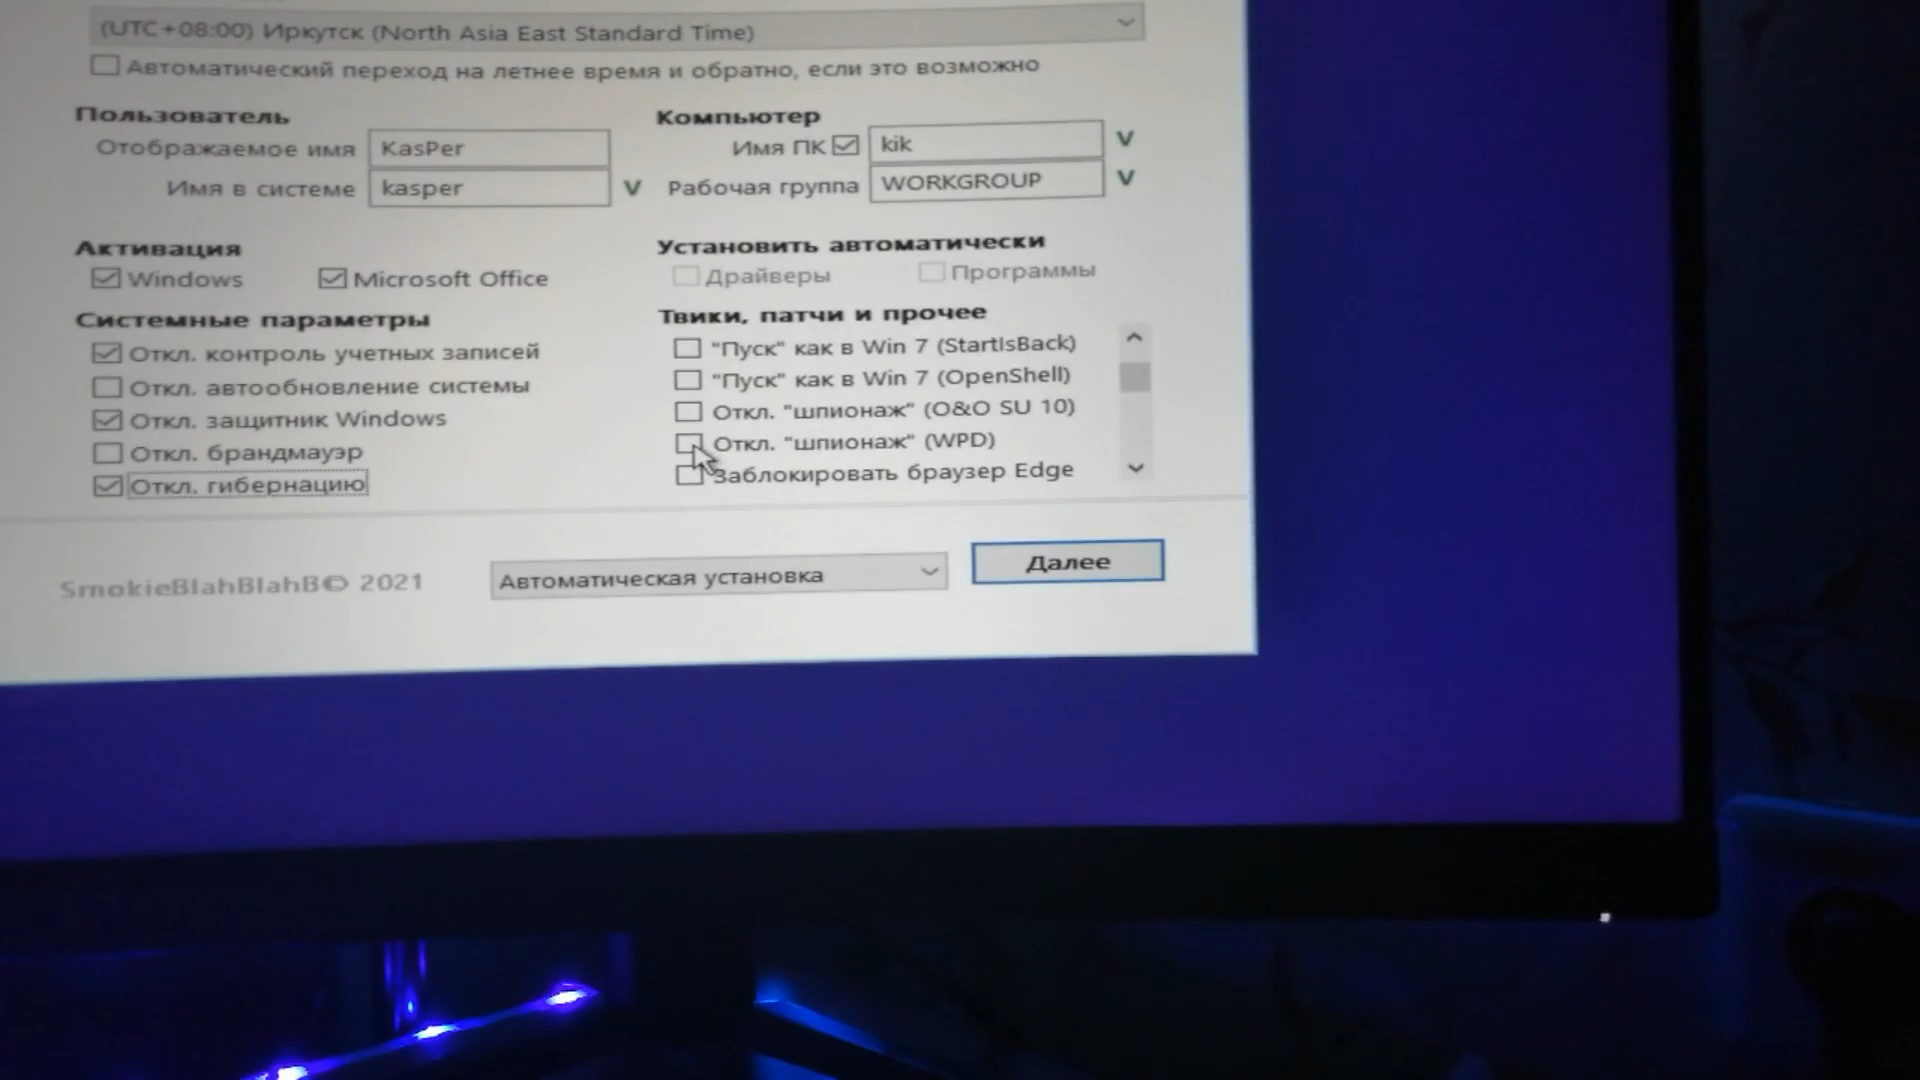 (UTC+08:00) Иркутск (North Asia East Standard Time)
Автоматический переход на летнее время и обратно, если это возможно
Пользователь
Отображаемое имя KasPer
Имя в системе kasper V
Компьютер
Имя ПК kik V
Рабочая группа WORKGROUP V
Активация
Windows Microsoft Office
Установить автоматически
Драйверы Программы
Системные параметры
Откл. контроль учетных записей
Откл. автообновление системы
Откл. защитник Windows
Откл. брандмауэр
Откл. гибернацию
Твики, патчи и прочее
"Пуск" как в Win 7 (StartIsBack)
"Пуск" как в Win 7 (OpenShell)
Откл. "шпионаж" (O&O SU 10)
Откл. "шпионаж" (WPD)
Заблокировать браузер Edge
SmokieBlahBlahB© 2021
Автоматическая установка
Далее